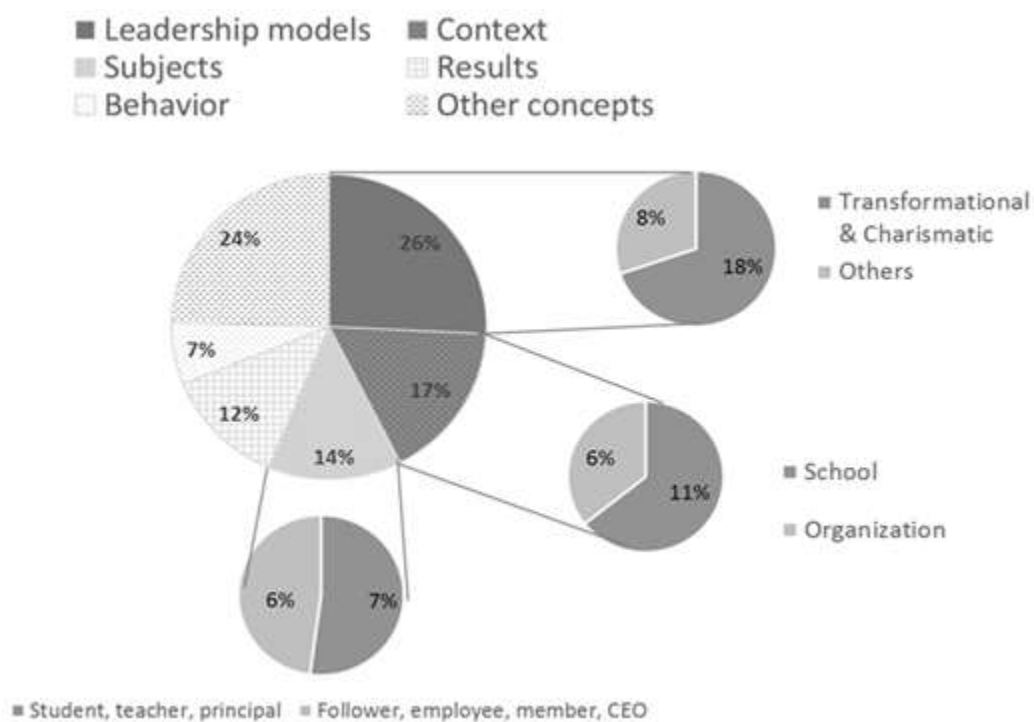 Leadership models
Context
Subjects
Results
Behavior
Other concepts
24%
26%
7%
17%
12%
14%
8%
18%
Transformational
& Charismatic
Others
6%
11%
School
Organization
6%
7%
Student, teacher, principal
Follower, employee, member, CEO